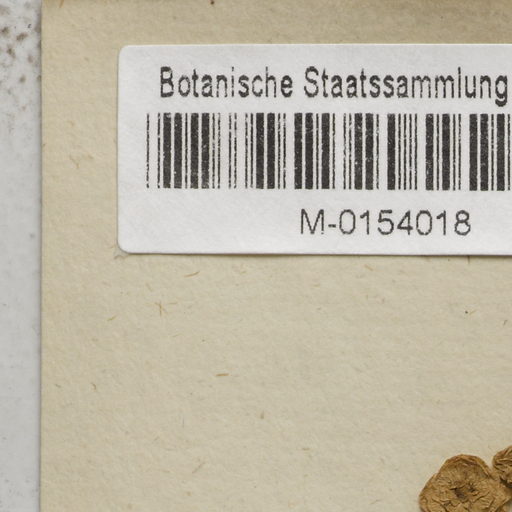 Botanische Staatssammlung
M-0154018